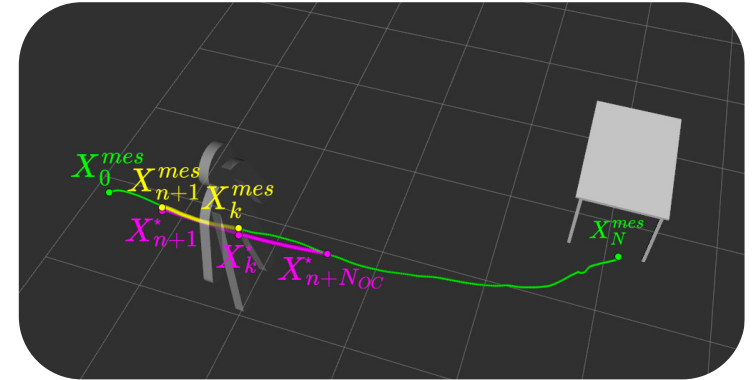 X_0^{mes}
X_{n+1}^{mes}
X_k^{mes}
X_{n+1}^*
X_k^*
X_{n+N_{OC}}^*
X_N^{mes}